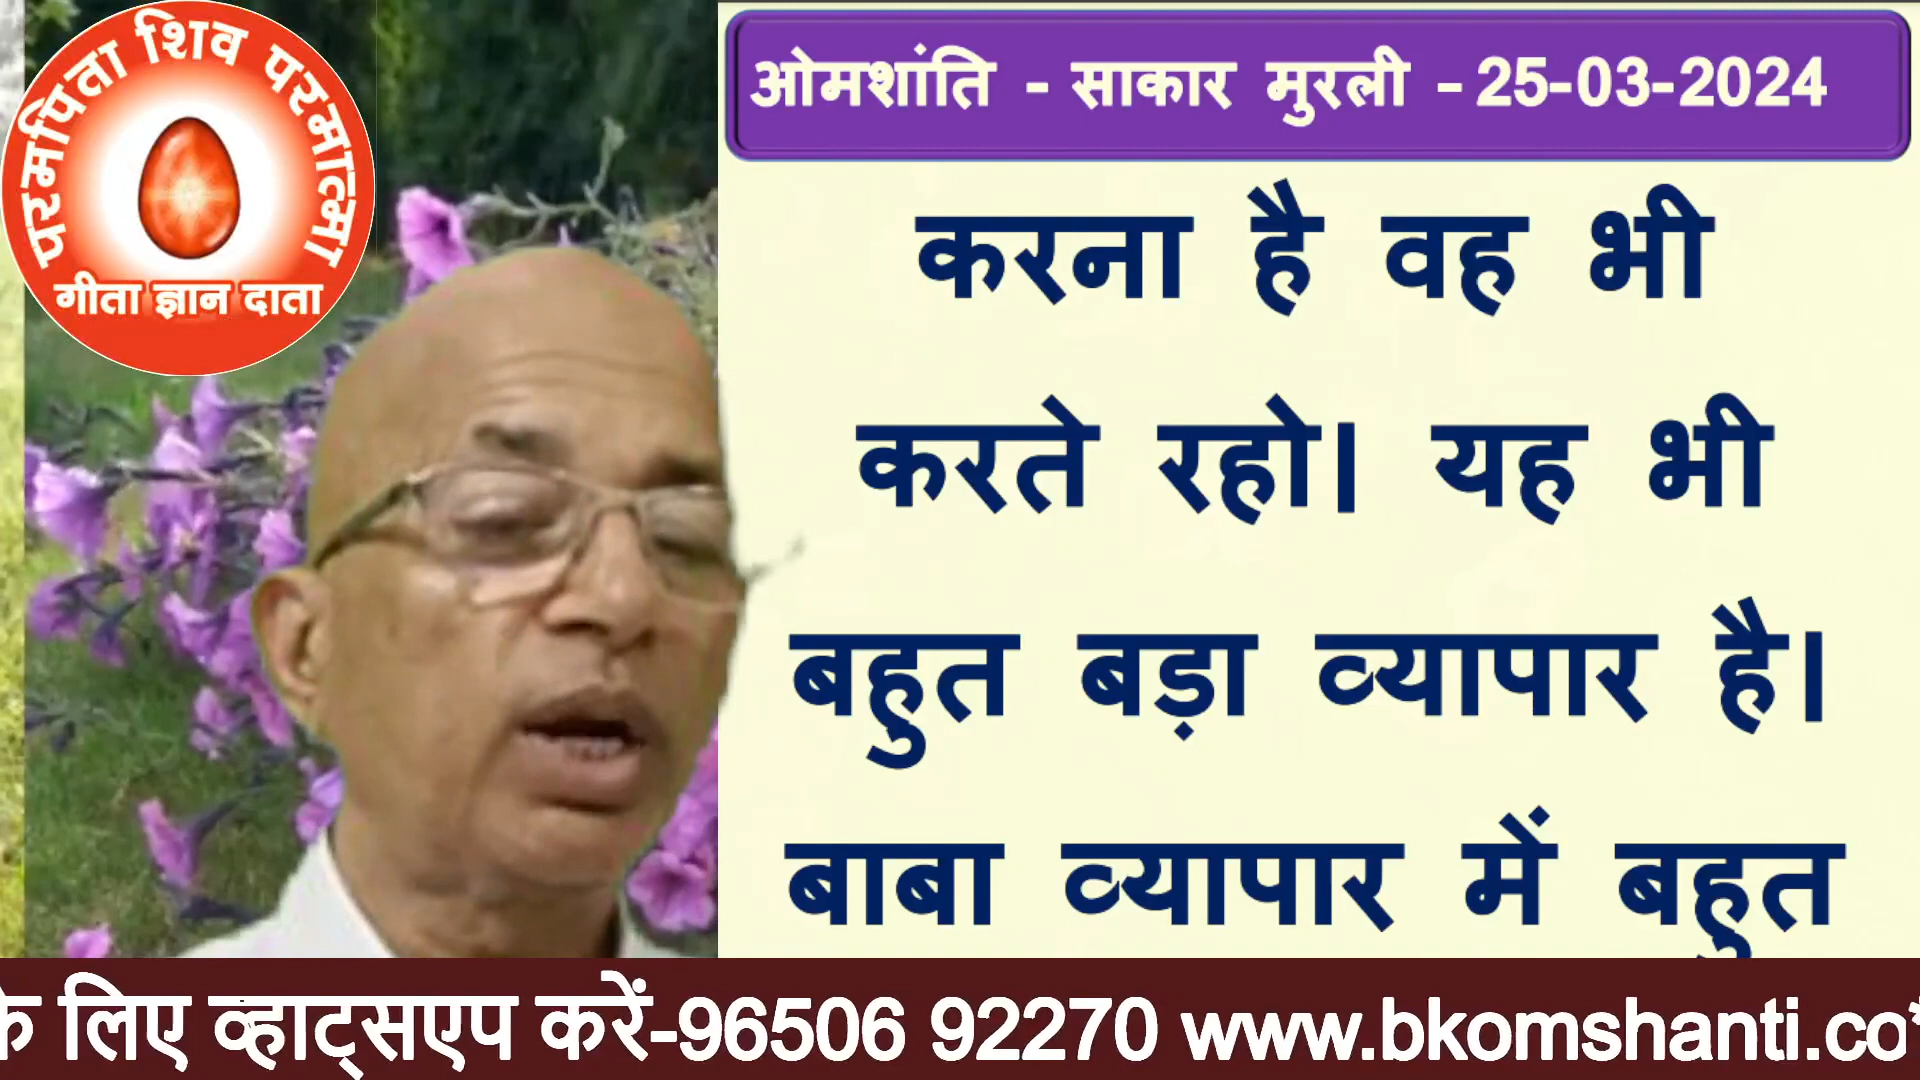 परमपिता शिव परमात्मा
गीता ज्ञान दाता
ओमशांति - साकार मुरली - 25-03-2024
करना है वह भी
करते रहो। यह भी
बहुत बड़ा व्यापार है।
बाबा व्यापार में बहुत
के लिए व्हाट्सएप करें-96506 92270 www.bkomshanti.co